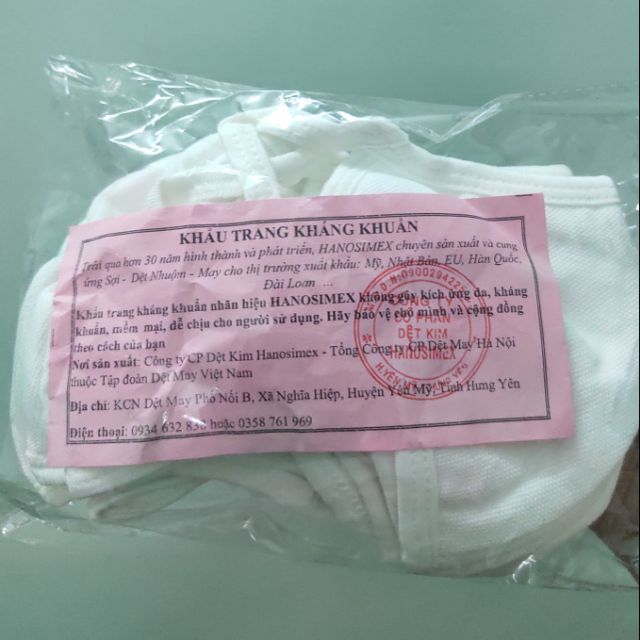 KHẨU TRANG KHÁNG KHUẨN
Trải qua hơn 30 năm hình thành và phát triển, HANOSIMEX chuyên sản xuất và cung
ứng Sợi - Dệt Nhuộm - May cho thị trường xuất khẩu: Mỹ, Nhật Bản, EU, Hàn Quốc,
Đài Loan ...
Khẩu trang kháng khuẩn nhãn hiệu HANOSIMEX không gây kích ứng da, kháng
khuẩn, mềm mại, dễ chịu cho người sử dụng. Hãy bảo vệ cho mình và cộng đồng
theo cách của bạn
Nơi sản xuất: Công ty CP Dệt Kim Hanosimex - Tổng Công ty CP Dệt May Hà Nội
thuộc Tập đoàn Dệt May Việt Nam
Địa chỉ: KCN Dệt May Phố Nối B, Xã Nghĩa Hiệp, Huyện Yên Mỹ, Tỉnh Hưng Yên
Điện thoại: 0934 632 836 hoặc 0358 761 969
CÔNG TY
CỔ PHẦN
DỆT KIM
HANOSIMEX